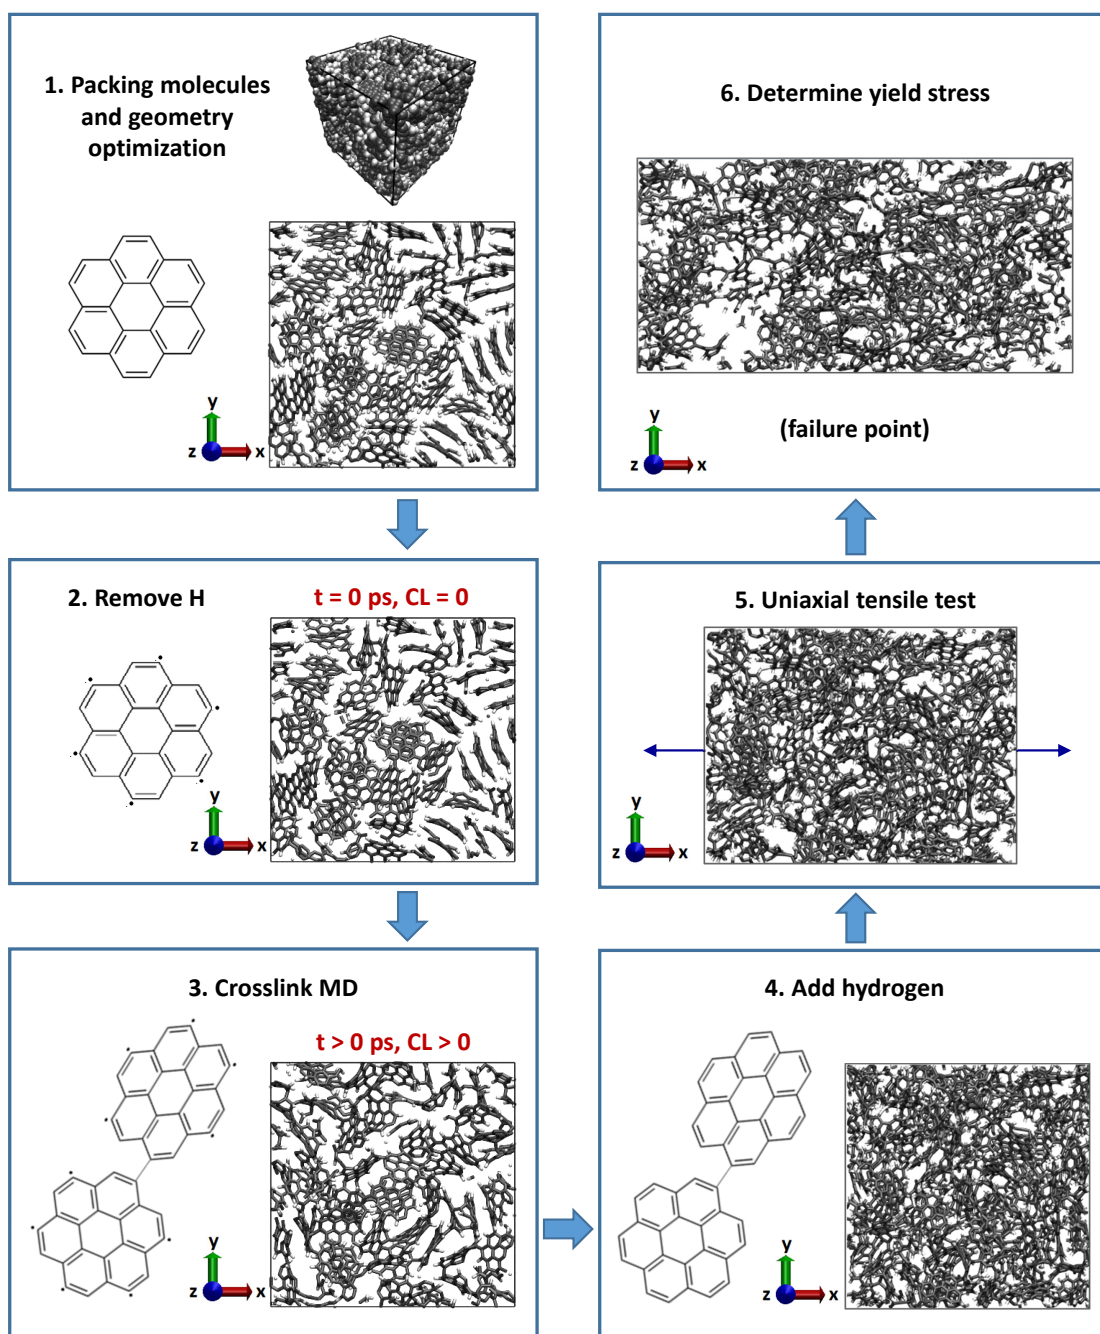 1. Packing molecules
and geometry
optimization
y
z
x
2. Remove H
t = 0 ps, CL = 0
y
z
x
3. Crosslink MD
t > 0 ps, CL > 0
y
z
x
4. Add hydrogen
y
z
x
5. Uniaxial tensile test
y
z
x
6. Determine yield stress
(failure point)
y
z
x